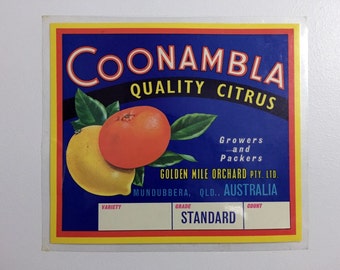 COONAMBLA
QUALITY CITRUS
Growers
and
Packers
GOLDEN MILE ORCHARD PTY. LTD.
MUNDUBBERA, QLD., AUSTRALIA
VARIETY GRADE COUNT
STANDARD